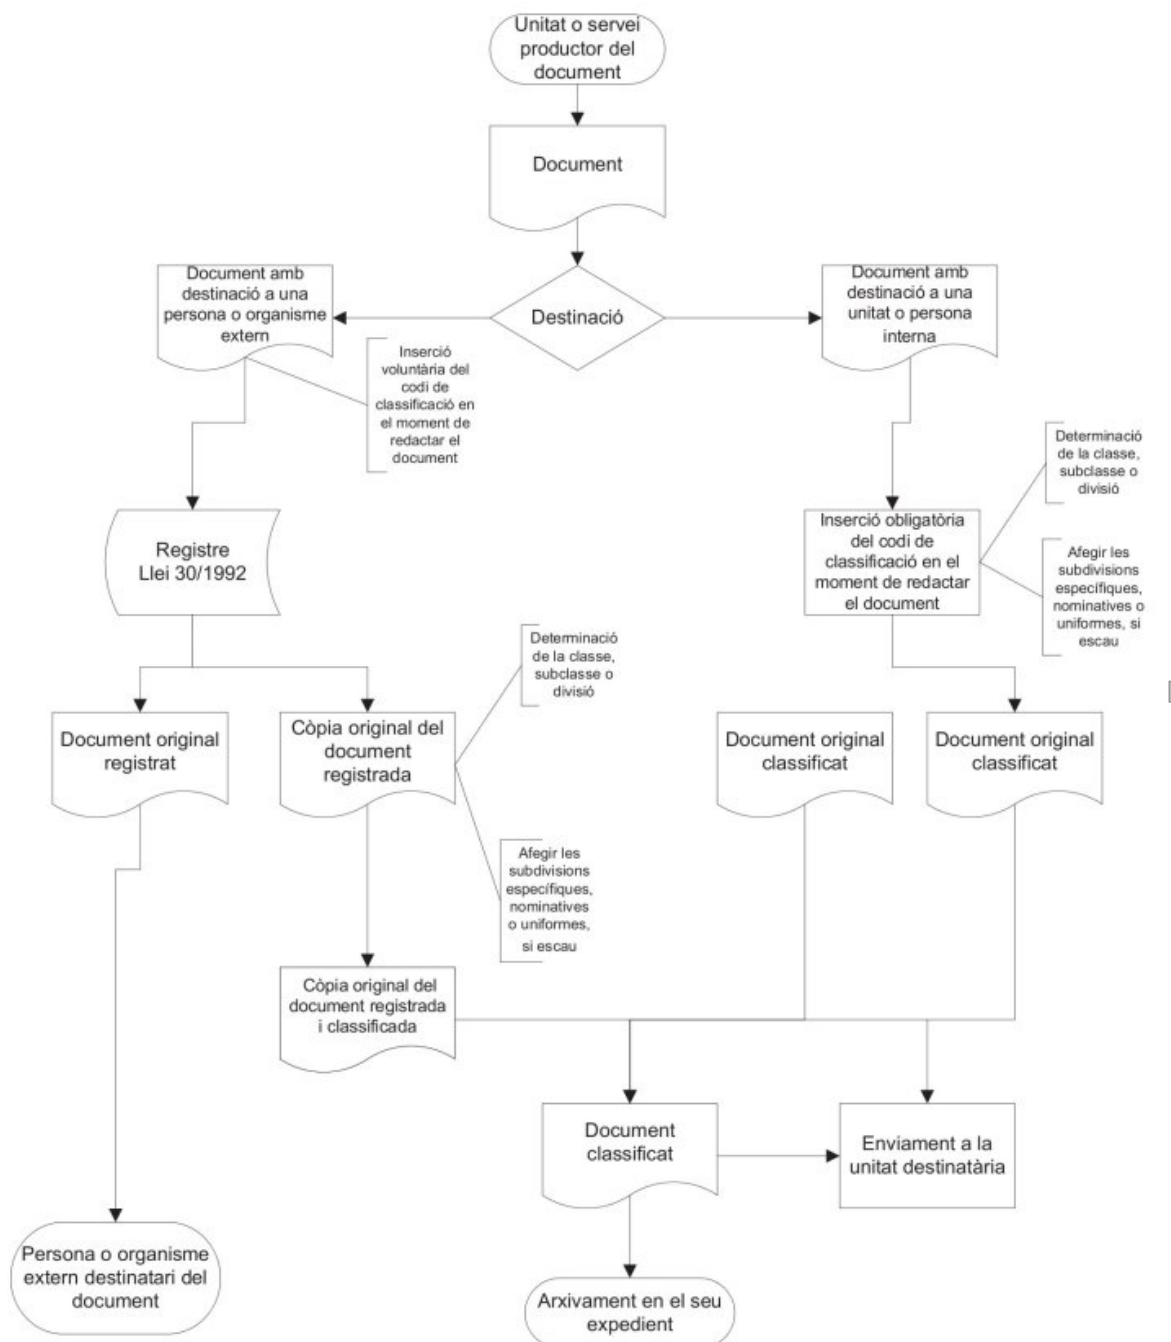 Unitat o servei
productor del
document
Document
Destinació
Document amb
destinació a una
persona o organisme
extern
Document amb
destinació a una
unitat o persona
interna
Inserció
voluntària del
codi de
classificació en
el moment de
redactar el
document
Determinació
de la classe,
subclasse o
divisió
Registre
Llei 30/1992
Inserció obligatòria
del codi de
classificació en el
moment de redactar
el document
Afegir les
subdivisions
específiques,
nominatives o
uniformes, si
escau
Determinació
de la classe,
subclasse o
divisió
Document original
registrat
Còpia original del
document
registrada
Document original
classificat
Document original
classificat
Afegir les
subdivisions
específiques,
nominatives
o uniformes,
si escau
Còpia original del
document registrada
i classificada
Document
classificat
Enviament a la
unitat destinatària
Persona o organisme
extern destinatari del
document
Arxivament en el seu
expedient